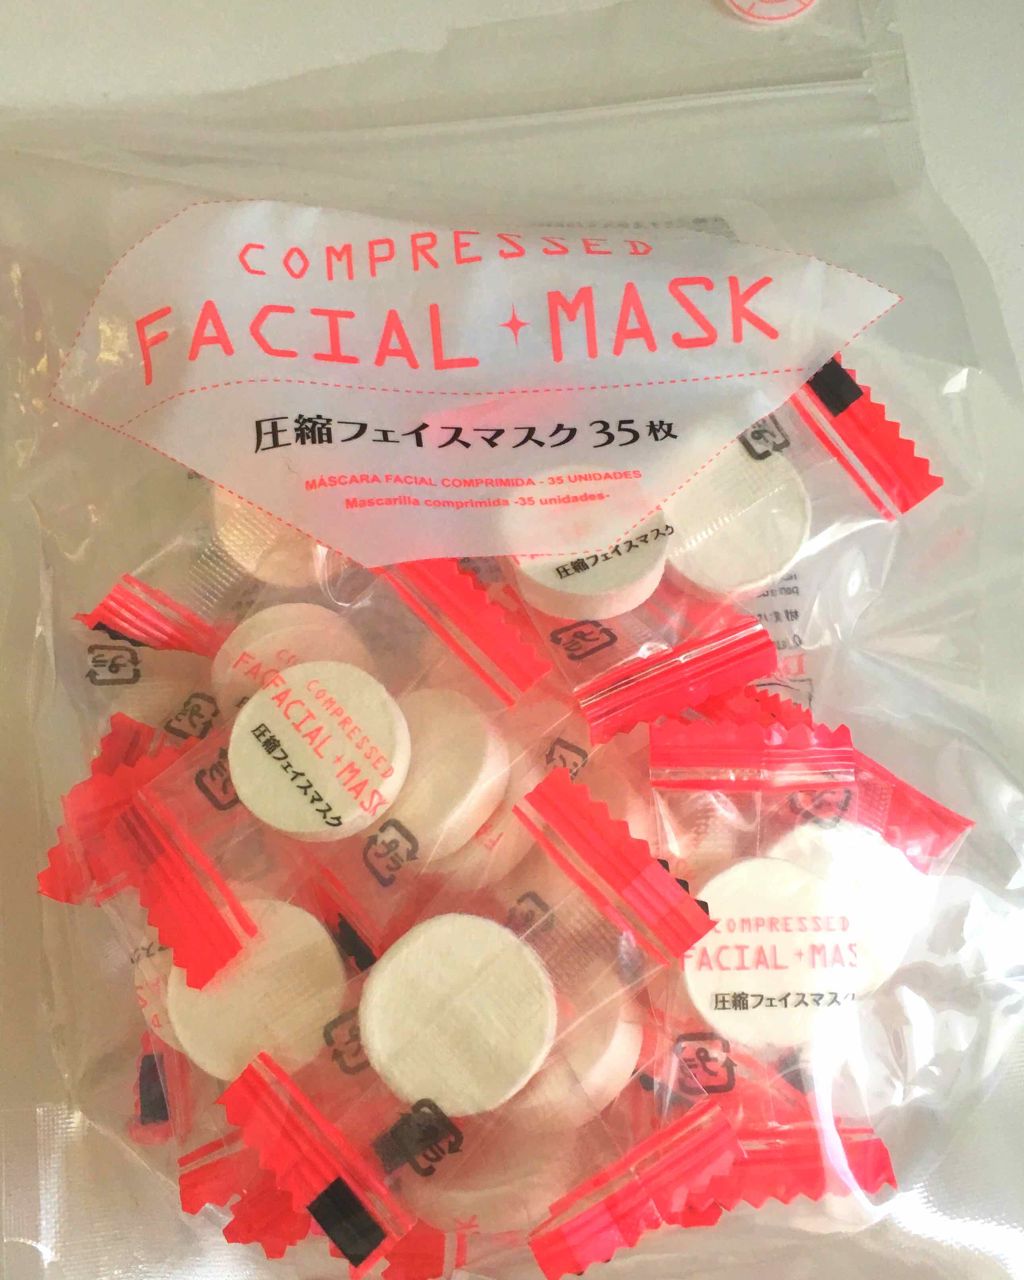 COMPRESSED
FACIAL MASK
圧縮フェイスマスク 35枚
MÁSCARA FACIAL COMPRIMIDA - 35 UNIDADES
Mascarilla comprimida -35 unidades-
圧縮フェイスマスク
COMPRESSED
FACIAL MASK
圧縮フェイスマスク
COMPRESSED
FACIAL MAS
圧縮フェイスマスク